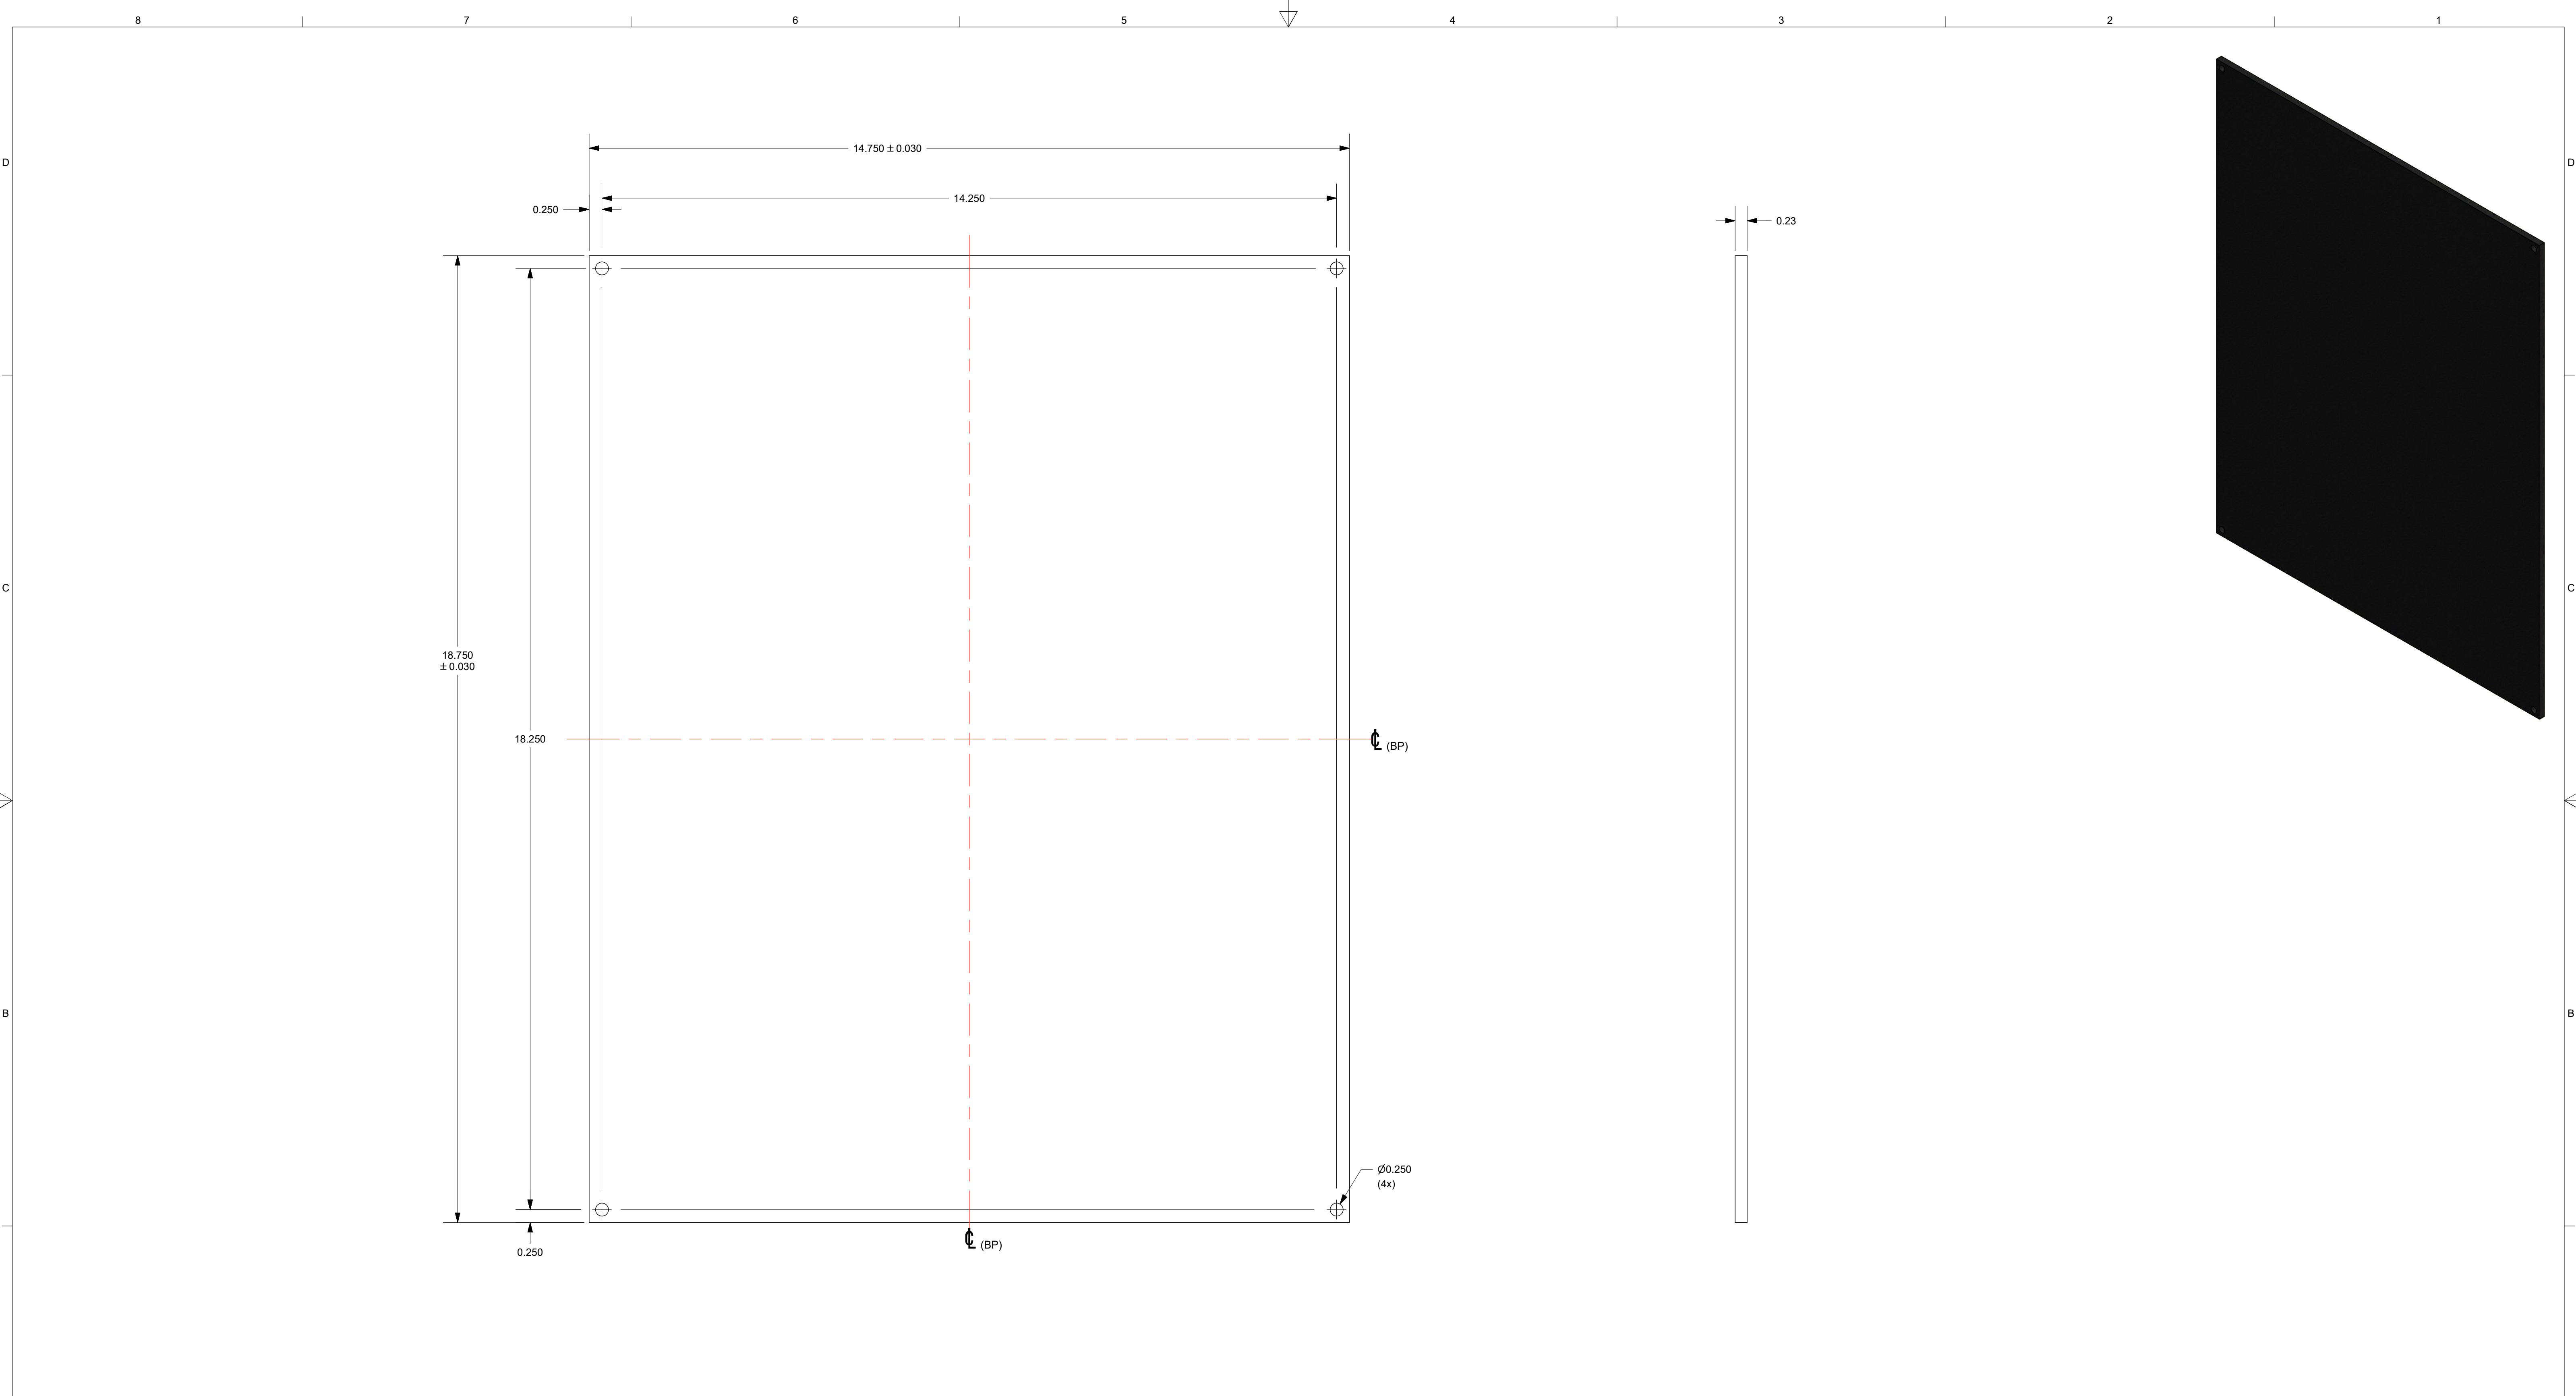 8 7 6 5 4 3 2 1
D D
14.750 ± 0.030
14.250
0.250
0.23
C C
18.750
± 0.030
18.250
℄ (BP)
B B
Ø0.250
(4x)
℄ (BP)
0.250